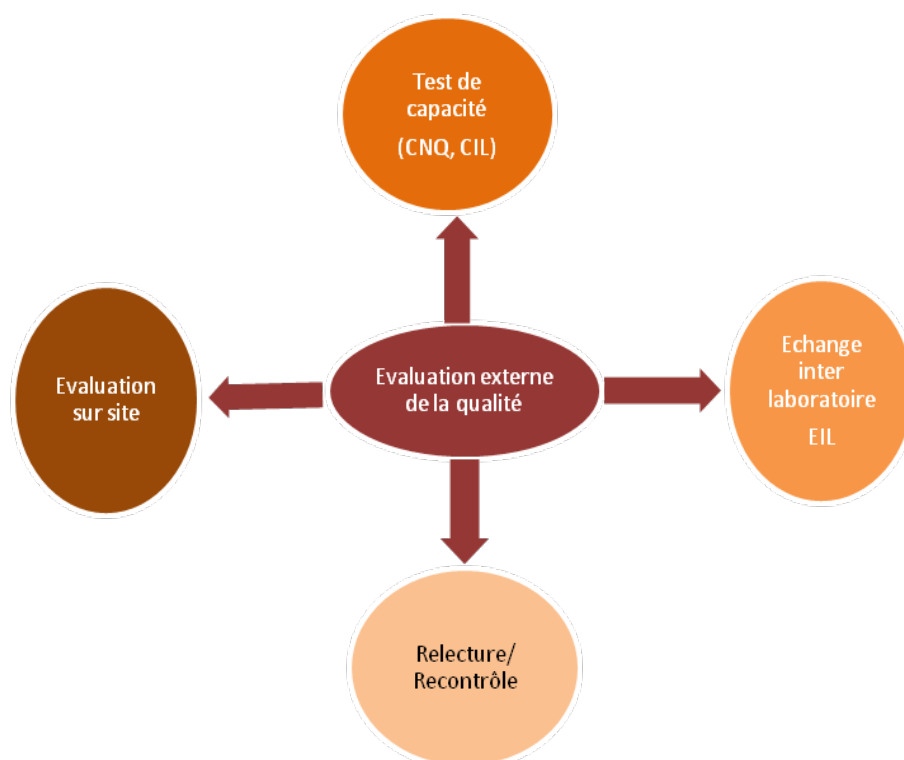 Test de
capacité
(CNQ, CIL)
Evaluation
sur site
Evaluation externe
de la qualité
Echange
inter
laboratoire
EIL
Relecture/
Recontrôle